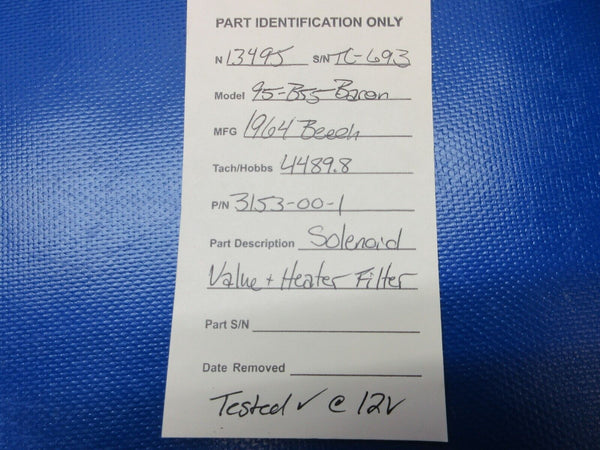 PART IDENTIFICATION ONLY
N 13495 S/N TC-693
Model 95-B55 Baron
MFG 1964 Beech
Tach/Hobbs 4489.8
P/N 3153-00-1
Part Description Solenoid
Value + Heater Filter
Part S/N
Date Removed
Tested ✓ @ 12V